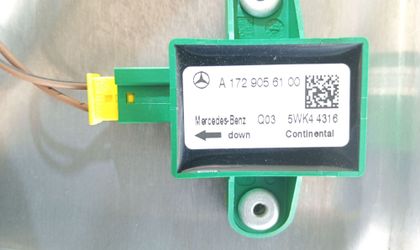 A 172 905 61 00
Mercedes-Benz Q03 5WK4 4316
down Continental